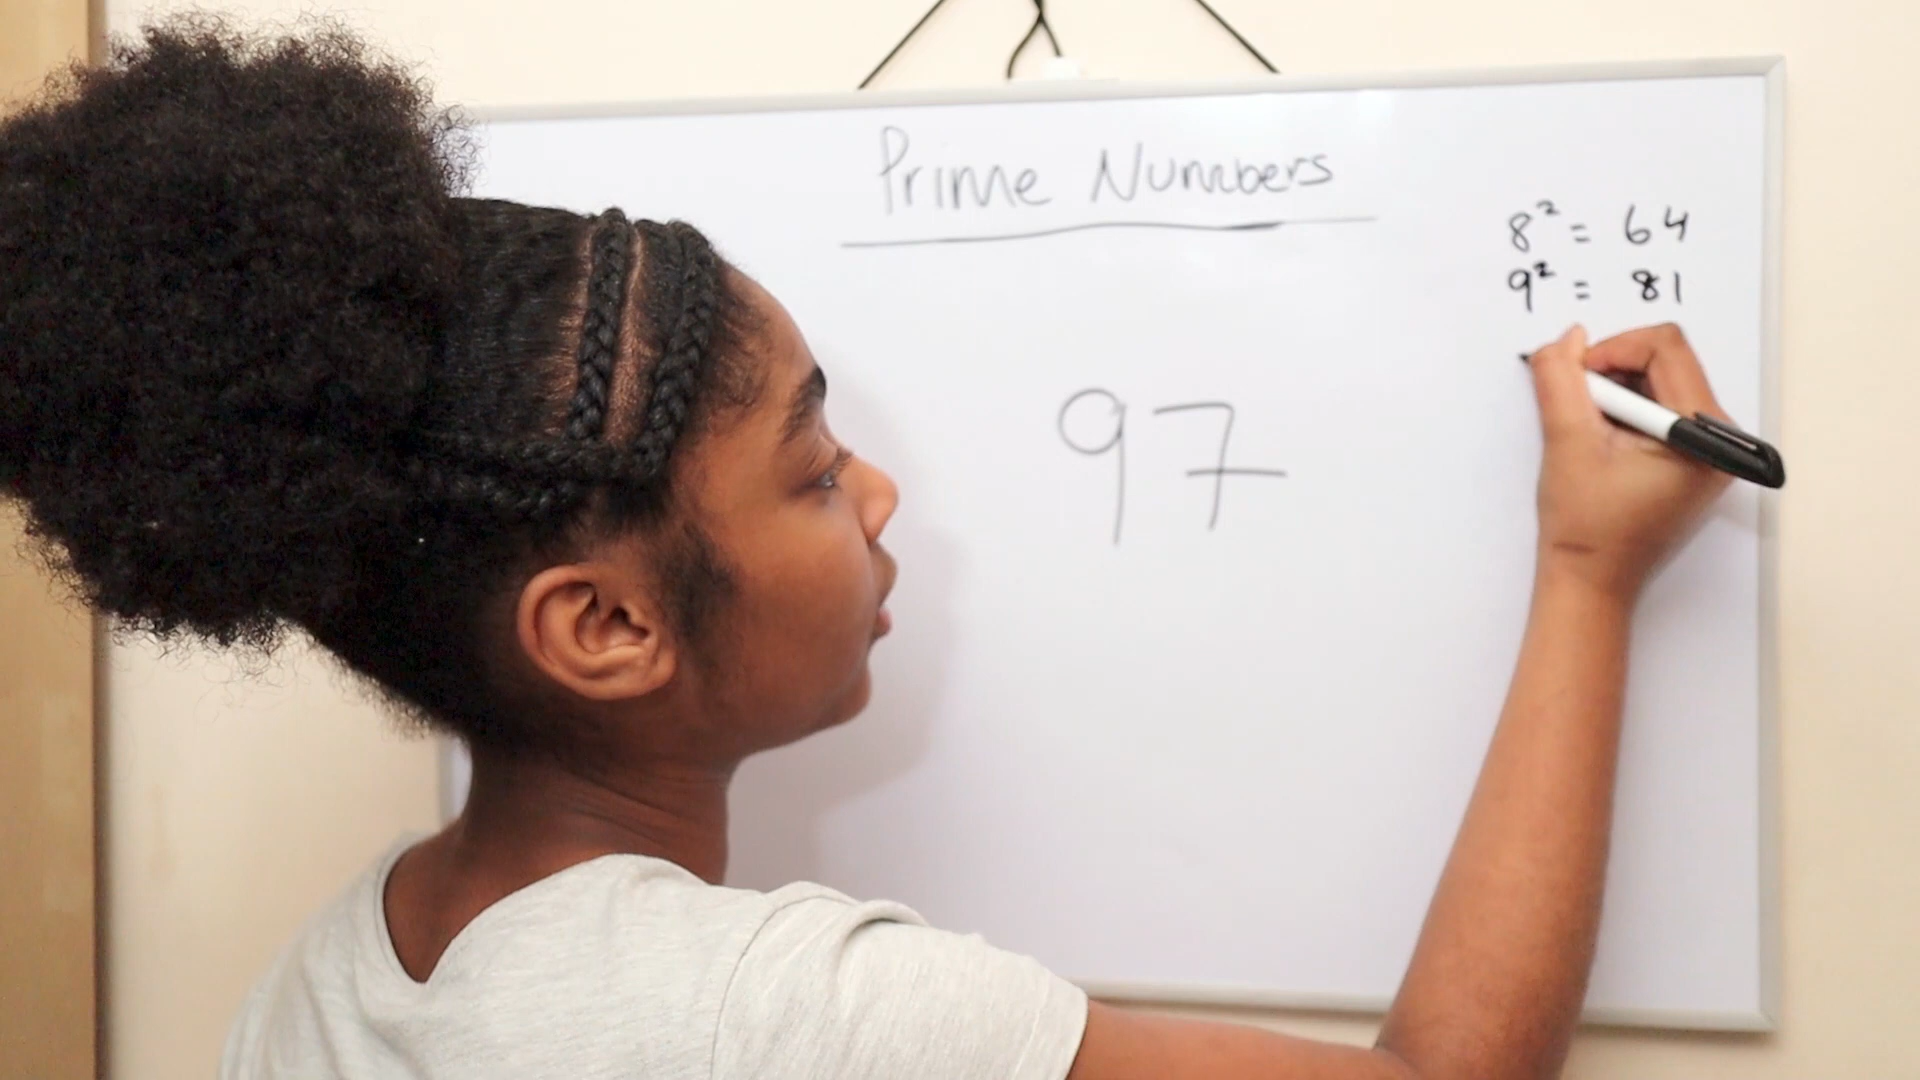 Prime Numbers
8² = 64
9² = 81
97